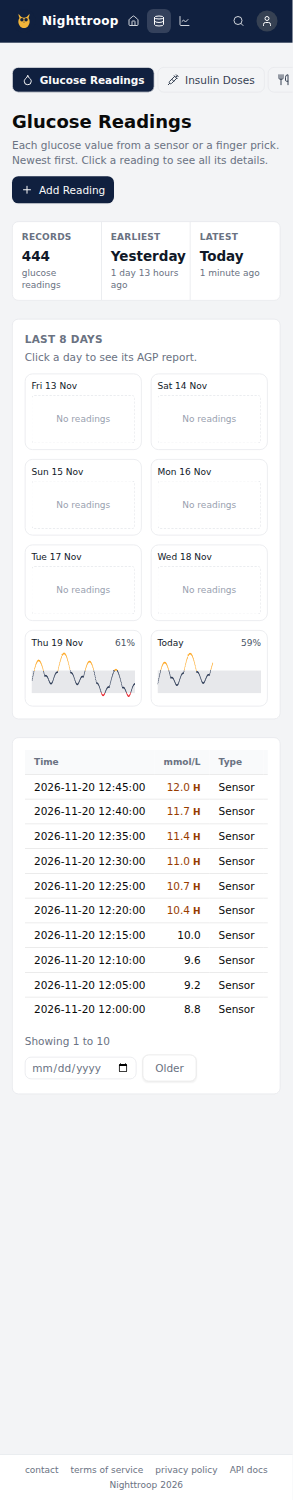 Nighttroop
Glucose Readings
Insulin Doses
Glucose Readings
Each glucose value from a sensor or a finger prick.
Newest first. Click a reading to see all its details.
Add Reading
RECORDS
444
glucose
readings
EARLIEST
Yesterday
1 day 13 hours
ago
LATEST
Today
1 minute ago
LAST 8 DAYS
Click a day to see its AGP report.
Fri 13 Nov
No readings
Sat 14 Nov
No readings
Sun 15 Nov
No readings
Mon 16 Nov
No readings
Tue 17 Nov
No readings
Wed 18 Nov
No readings
Thu 19 Nov 61%
Today 59%
Time mmol/L Type
2026-11-20 12:45:00 12.0 H Sensor
2026-11-20 12:40:00 11.7 H Sensor
2026-11-20 12:35:00 11.4 H Sensor
2026-11-20 12:30:00 11.0 H Sensor
2026-11-20 12:25:00 10.7 H Sensor
2026-11-20 12:20:00 10.4 H Sensor
2026-11-20 12:15:00 10.0 Sensor
2026-11-20 12:10:00 9.6 Sensor
2026-11-20 12:05:00 9.2 Sensor
2026-11-20 12:00:00 8.8 Sensor
Showing 1 to 10
mm/dd/yyyy
Older
contact terms of service privacy policy API docs
Nighttroop 2026